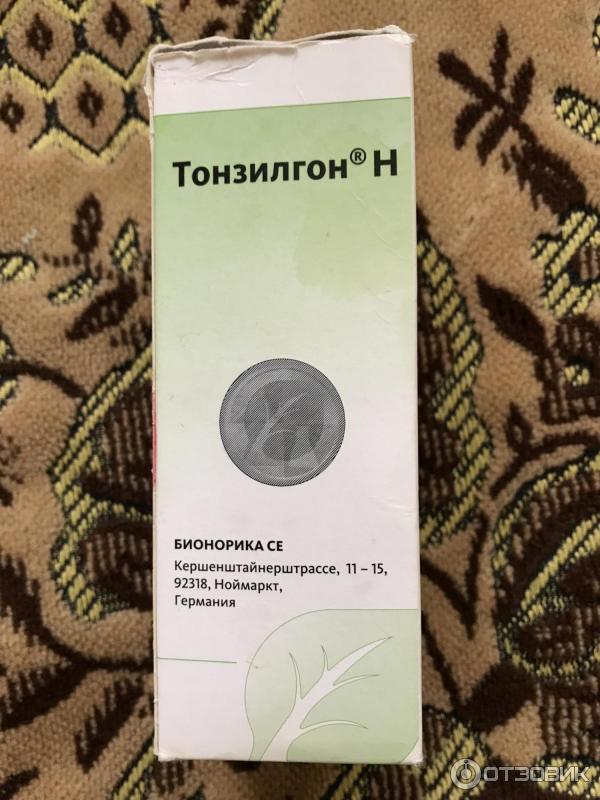 Тонзилгон® Н
БИОНОРИКА СЕ
Кершенштайнерштрассе, 11 – 15,
92318, Ноймаркт,
Германия
ОТЗОВИК